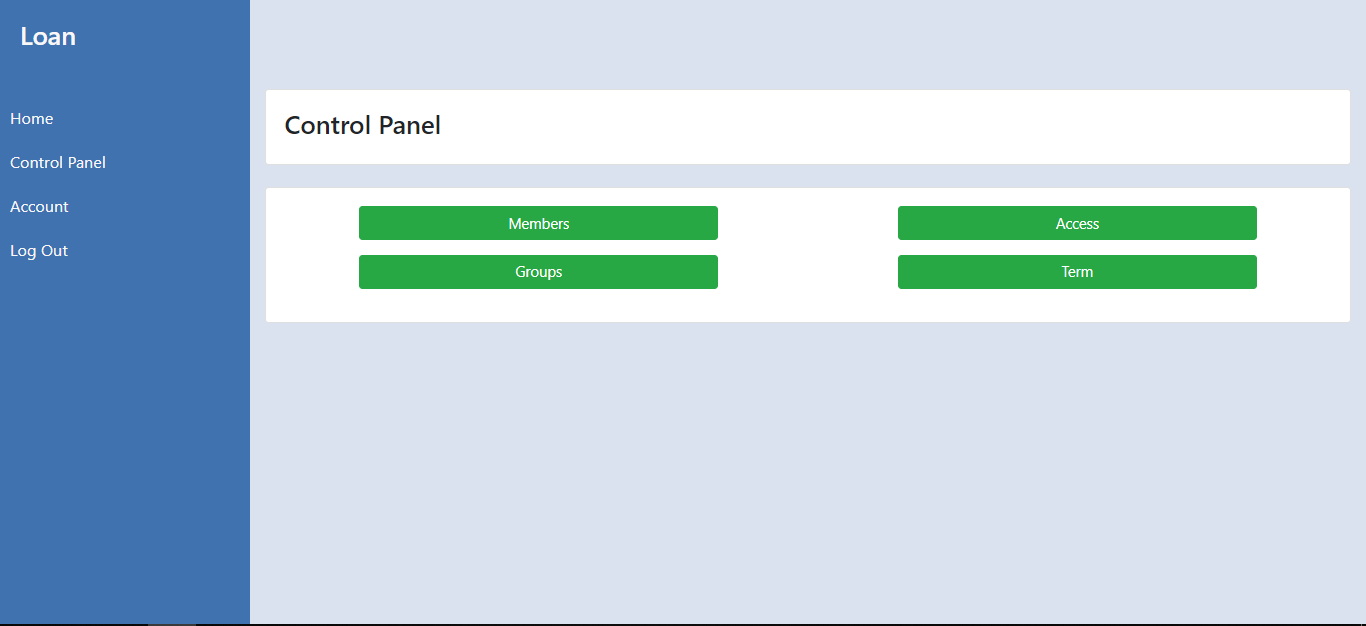 Loan
Home
Control Panel
Account
Log Out
Control Panel
Members
Access
Groups
Term